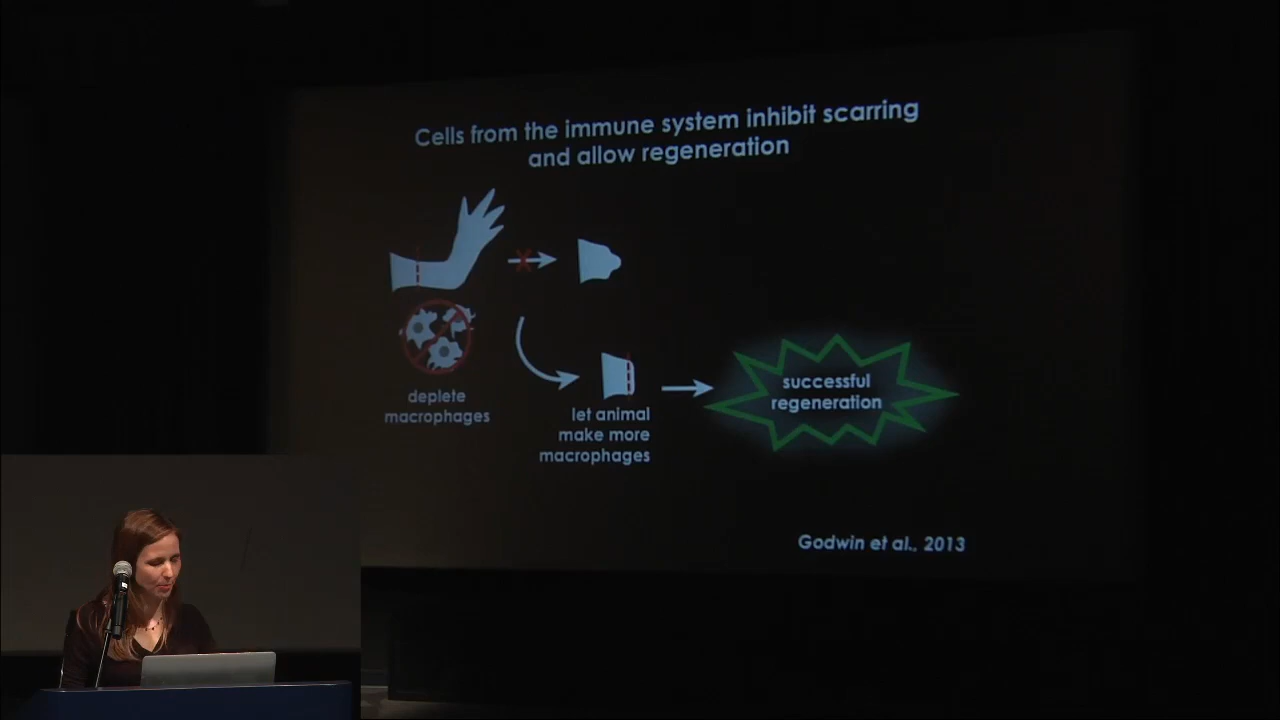 Cells from the immune system inhibit scarring
and allow regeneration
deplete
macrophages
let animal
make more
macrophages
successful
regeneration
Godwin et al., 2013